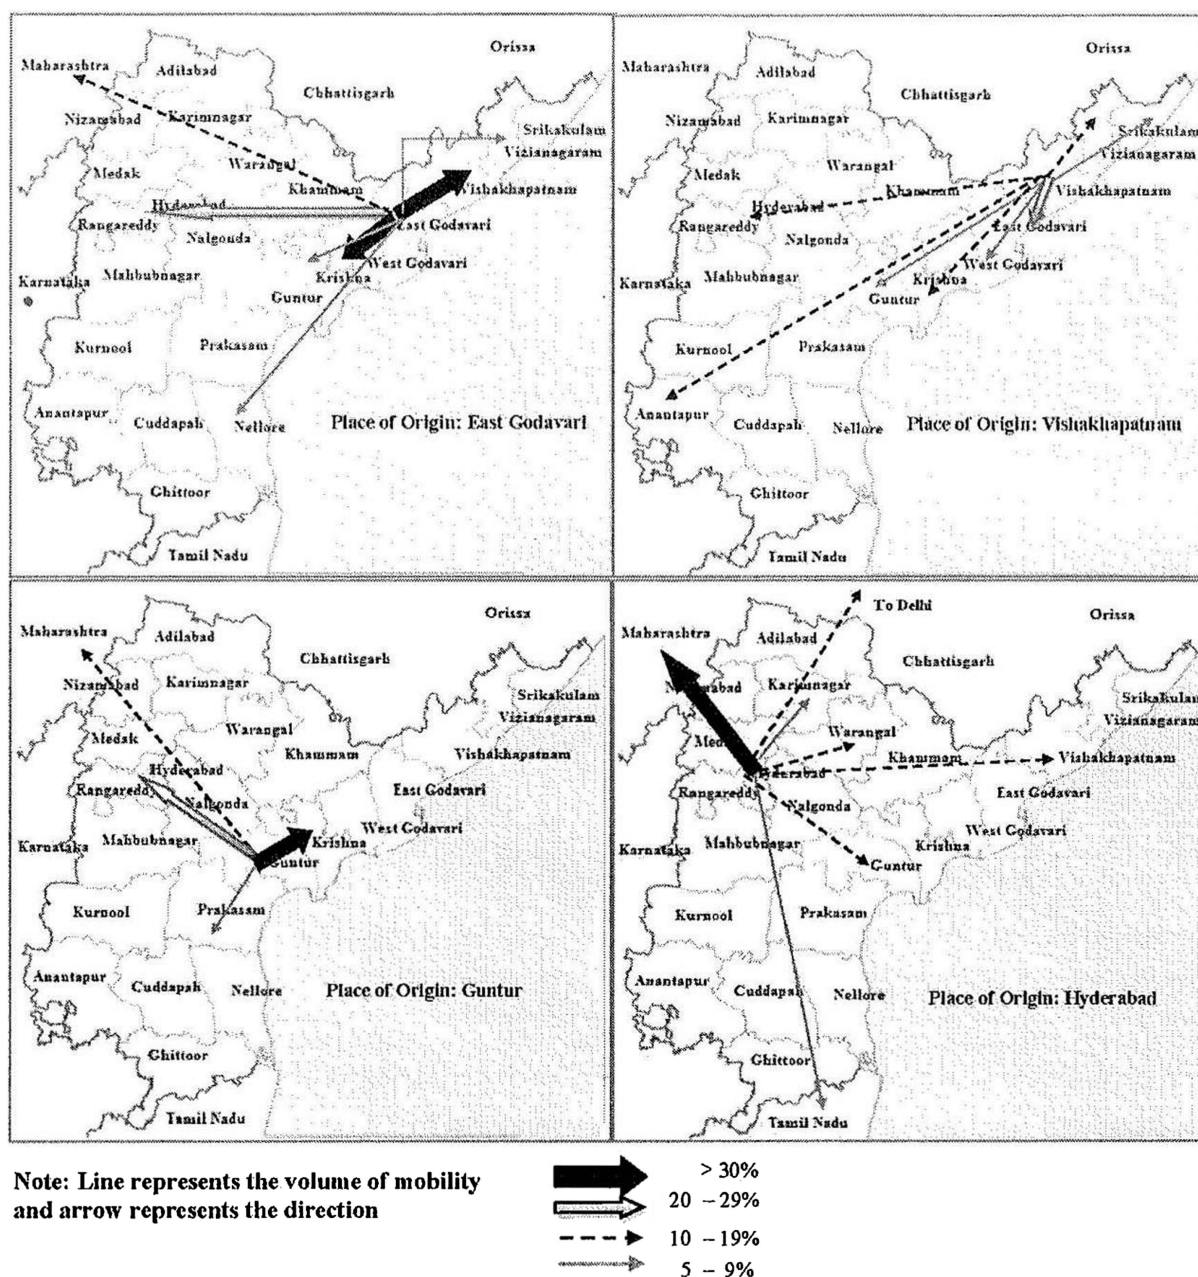 Orissa
Maharashtra
Adilabad
Chhattisgarh
Nizamabad
Karimnagar
Srikakulam
Vizianagaram
Warangal
Medak
Khammam
Vishakhapatnam
Hyderabad
Rangareddy
East Godavari
Nalgonda
West Godavari
Mahbubnagar
Krishna
Karnataka
Guntur
Kurnool
Prakasam
Anantapur
Cuddapah
Nellore
Place of Origin: East Godavari
Ghittoor
Tamil Nadu
Orissa
Maharashtra
Adilabad
Chhattisgarh
Nizamabad
Karimnagar
Srikakulam
Vizianagaram
Warangal
Medak
Khammam
Vishakhapatnam
Hyderabad
Rangareddy
East Godavari
Nalgonda
West Godavari
Mahbubnagar
Krishna
Karnataka
Guntur
Kurnool
Prakasam
Anantapur
Cuddapah
Nellore
Place of Origin: Vishakhapatnam
Ghittoor
Tamil Nadu
Orissa
Maharashtra
Adilabad
Chhattisgarh
Nizamabad
Karimnagar
Srikakulam
Vizianagaram
Warangal
Medak
Khammam
Vishakhapatnam
Hyderabad
Rangareddy
East Godavari
Nalgonda
West Godavari
Mahbubnagar
Krishna
Karnataka
Guntur
Kurnool
Prakasam
Anantapur
Cuddapah
Nellore
Place of Origin: Guntur
Ghittoor
Tamil Nadu
To Delhi
Orissa
Maharashtra
Adilabad
Chhattisgarh
Nizamabad
Karimnagar
Srikakulam
Vizianagaram
Warangal
Medak
Khammam
Vishakhapatnam
Hyderabad
Rangareddy
East Godavari
Nalgonda
West Godavari
Mahbubnagar
Krishna
Karnataka
Guntur
Kurnool
Prakasam
Anantapur
Cuddapah
Nellore
Place of Origin: Hyderabad
Ghittoor
Tamil Nadu
Note: Line represents the volume of mobility
and arrow represents the direction
> 30%
20 – 29%
10 – 19%
5 – 9%